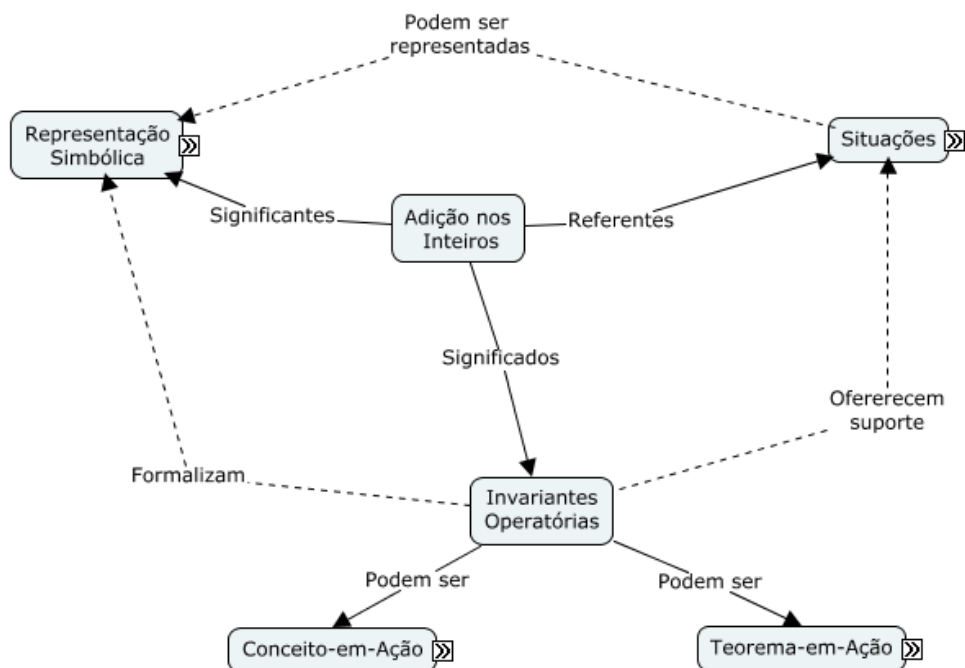 Podem ser
representadas
Representação
Simbólica
Situações
Significantes
Adição nos
Inteiros
Referentes
Significados
Ofererecem
suporte
Formalizam
Invariantes
Operatórias
Podem ser
Podem ser
Conceito-em-Ação
Teorema-em-Ação